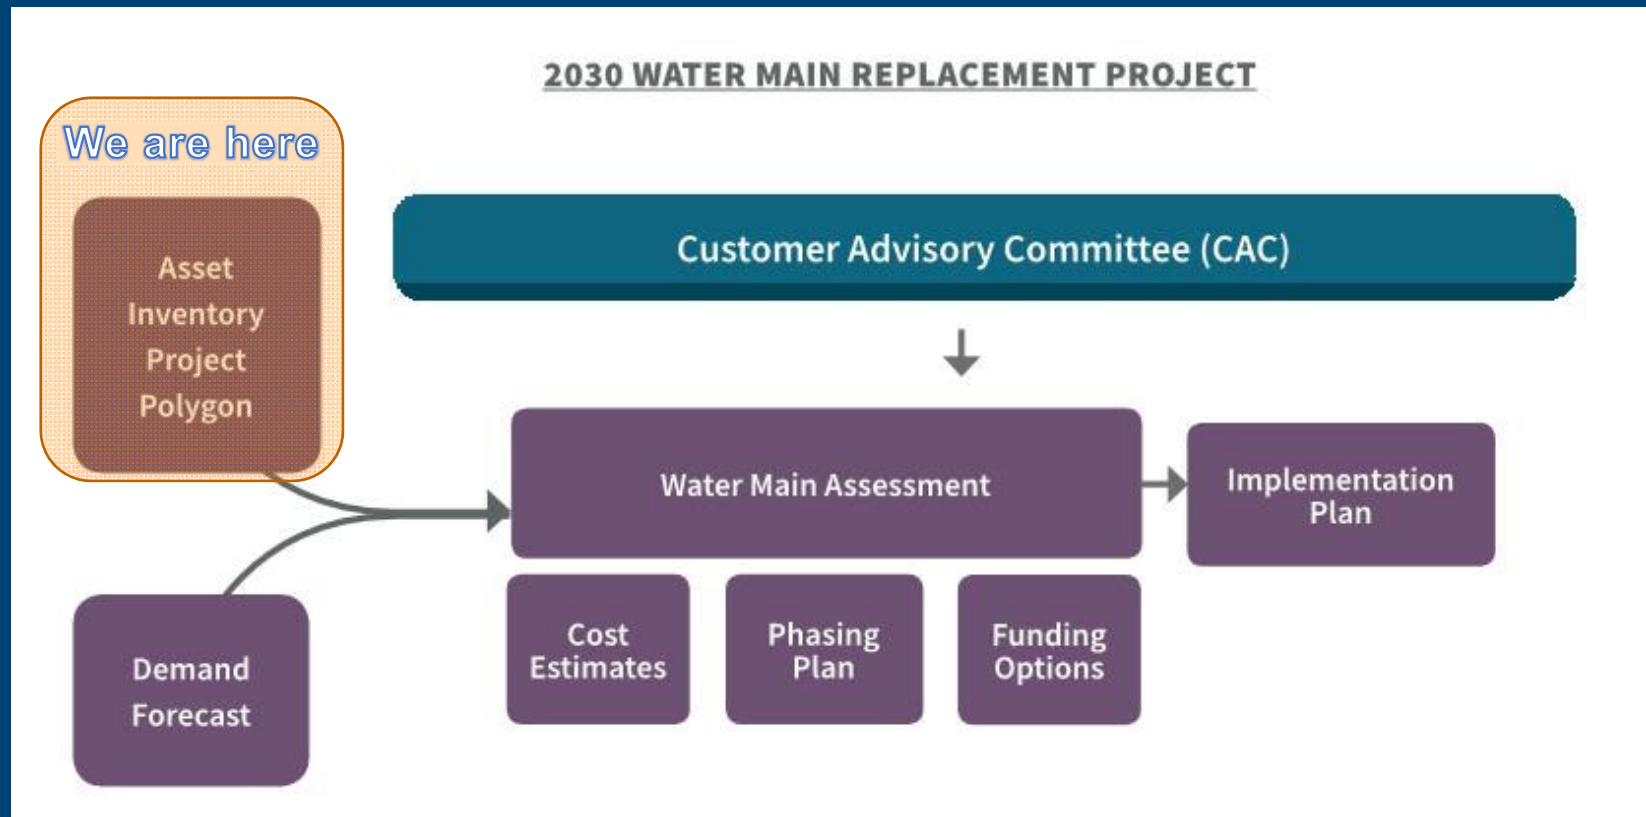 2030 WATER MAIN REPLACEMENT PROJECT
We are here
Asset
Inventory
Project
Polygon
Customer Advisory Committee (CAC)
Water Main Assessment
Implementation
Plan
Cost
Estimates
Phasing
Plan
Funding
Options
Demand
Forecast